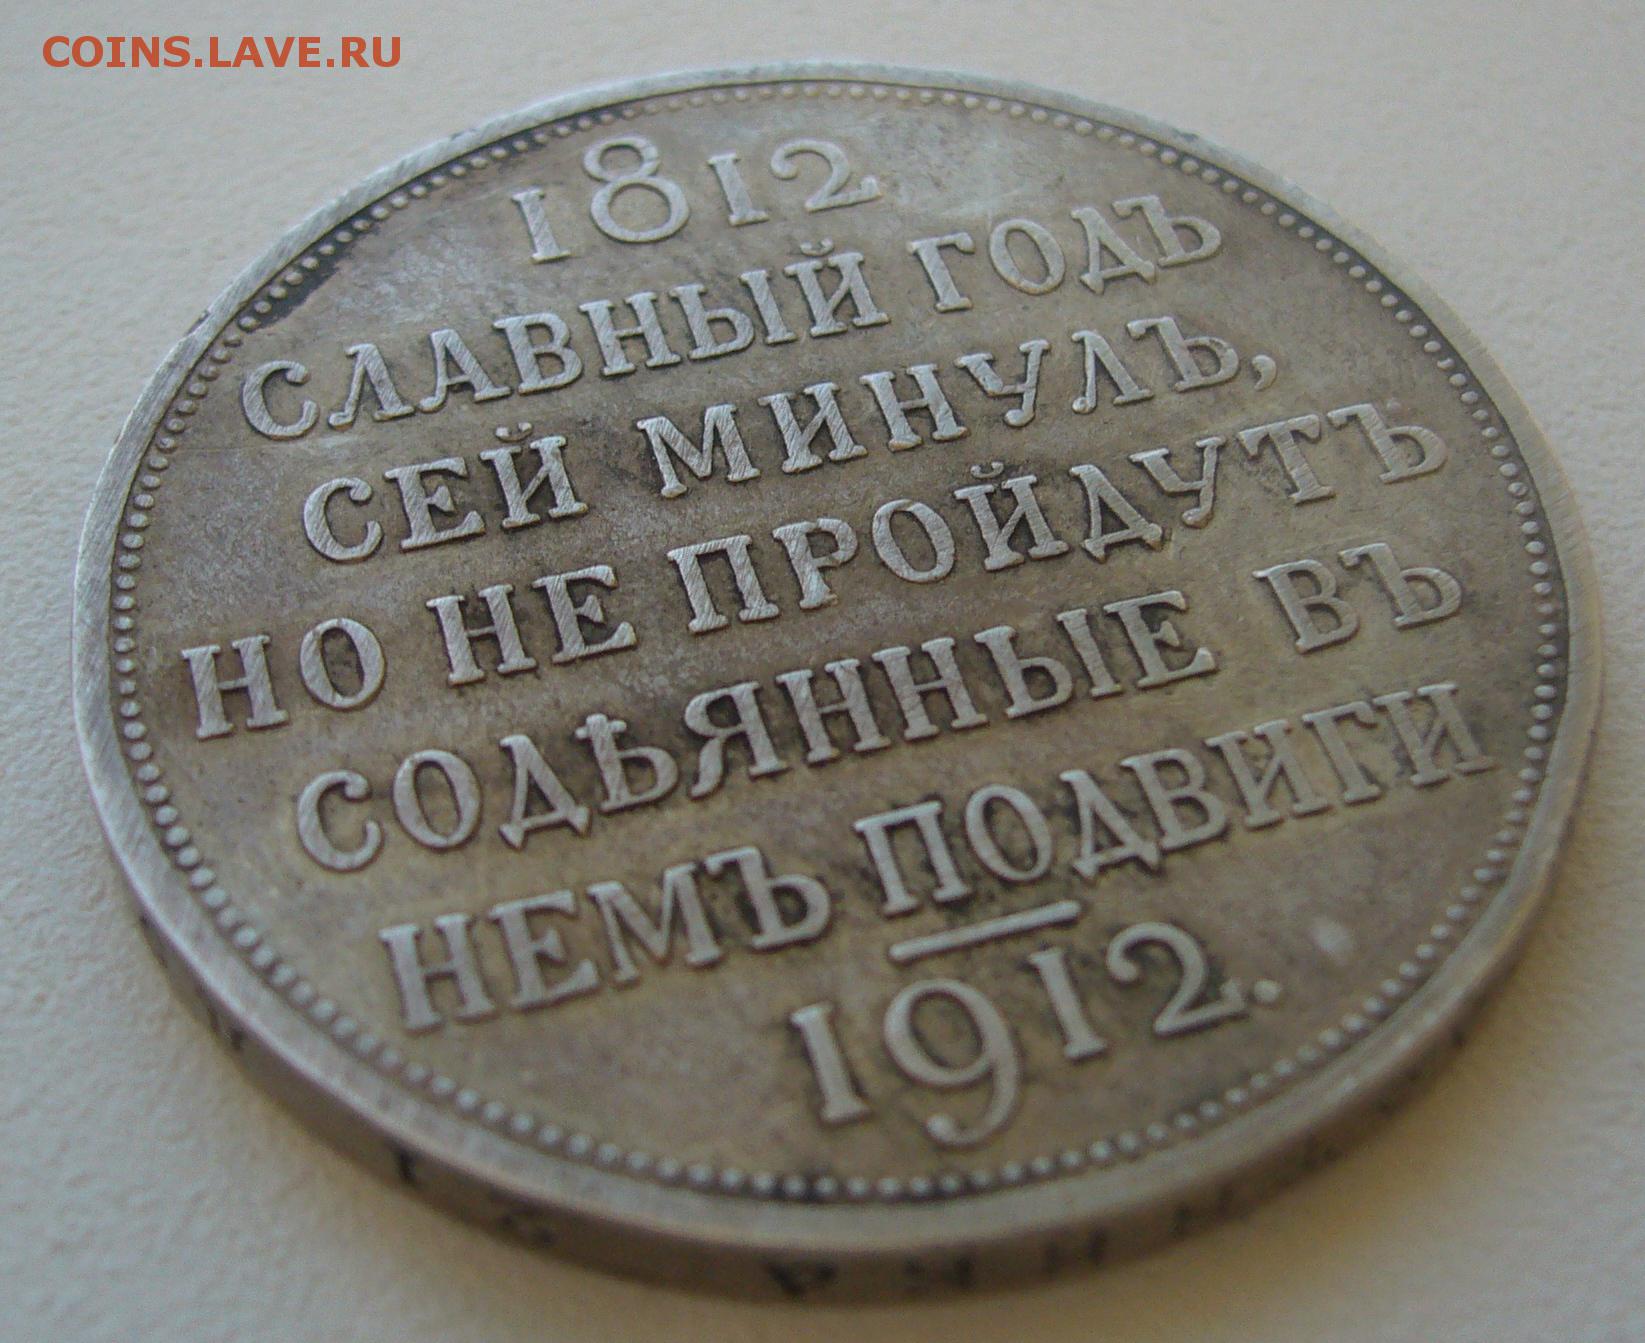 COINS.LAVE.RU
1812
СЛАВНЫЙ ГОДЪ
СЕЙ МИНУЛЪ,
НО НЕ ПРОЙДУТЪ
СОДѢЯННЫЕ ВЪ
НЕМЪ ПОДВИГИ
1912.